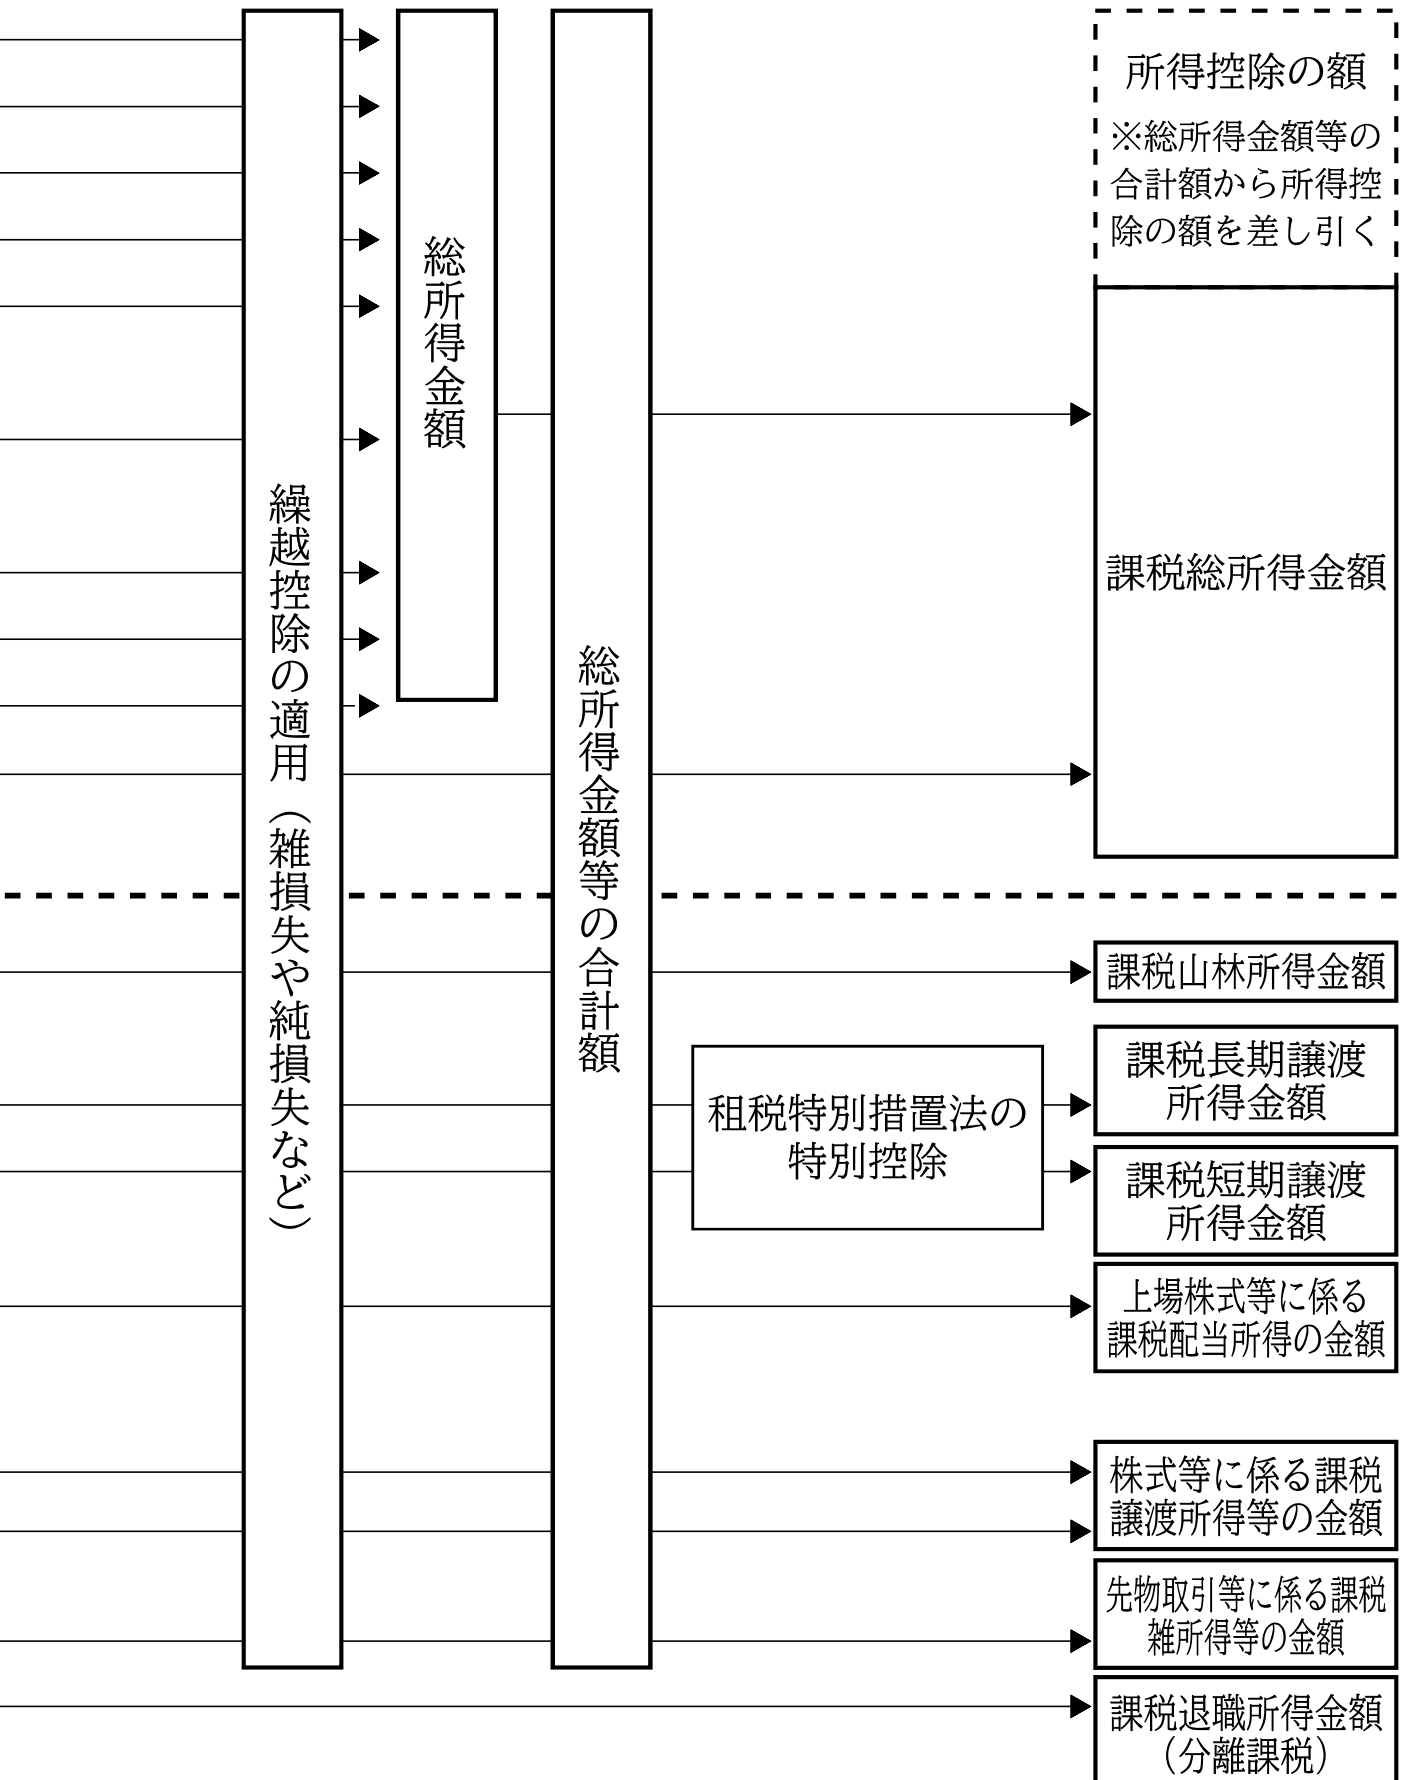 繰越控除の適用（雑損失や純損失など）
総所得金額
総所得金額等の合計額
所得控除の額
※総所得金額等の
合計額から所得控
除の額を差し引く
課税総所得金額
課税山林所得金額
租税特別措置法の
特別控除
課税長期譲渡
所得金額
課税短期譲渡
所得金額
上場株式等に係る
課税配当所得の金額
株式等に係る課税
譲渡所得等の金額
先物取引等に係る課税
雑所得等の金額
課税退職所得金額
（分離課税）